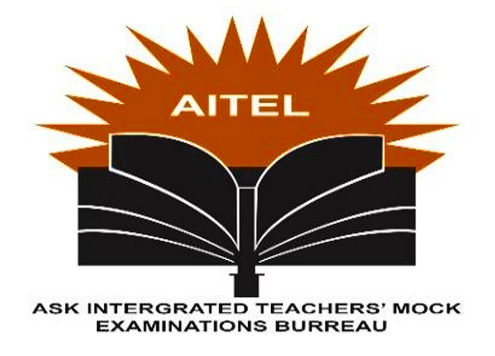 AITEL
ASK INTERGRATED TEACHERS' MOCK
EXAMINATIONS BURREAU